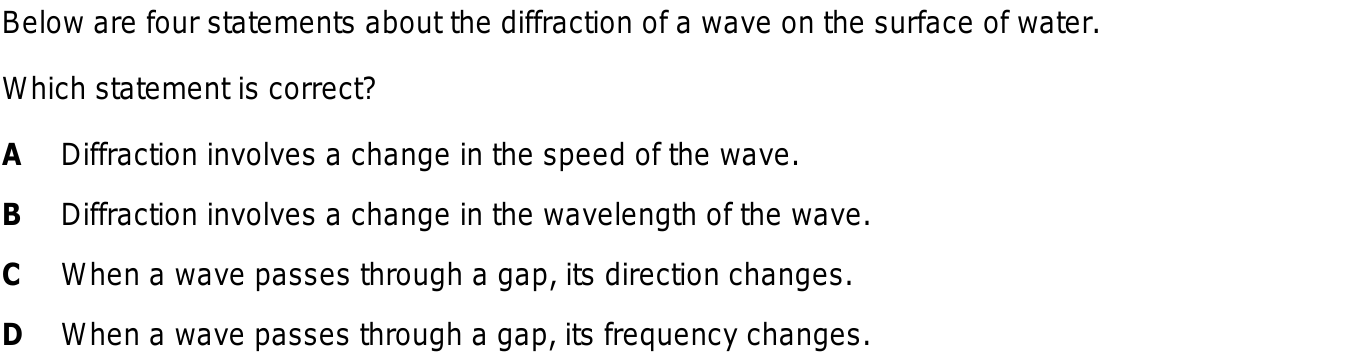 Below are four statements about the diffraction of a wave on the surface of water.
Which statement is correct?
A Diffraction involves a change in the speed of the wave.
B Diffraction involves a change in the wavelength of the wave.
C When a wave passes through a gap, its direction changes.
D When a wave passes through a gap, its frequency changes.